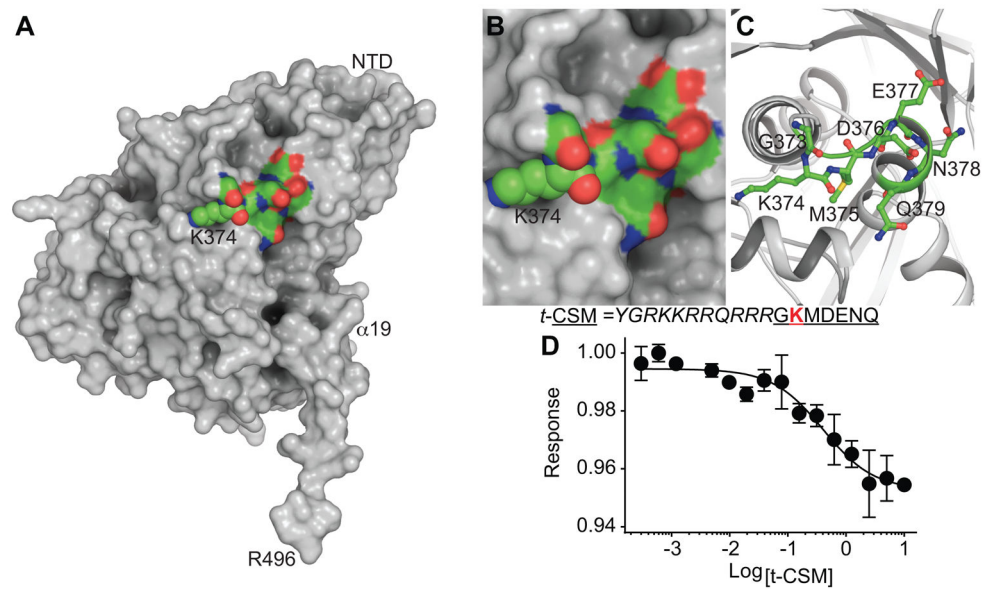 A
NTD
K374
α19
R496
B
K374
C
E377
G373
D376
N378
K374
M375
Q379
t-CSM =YGRKKRRQRRRGKMDENQ
D
1.00
0.98
0.96
0.94
Response
-3 -2 -1 0 1
Log[t-CSM]